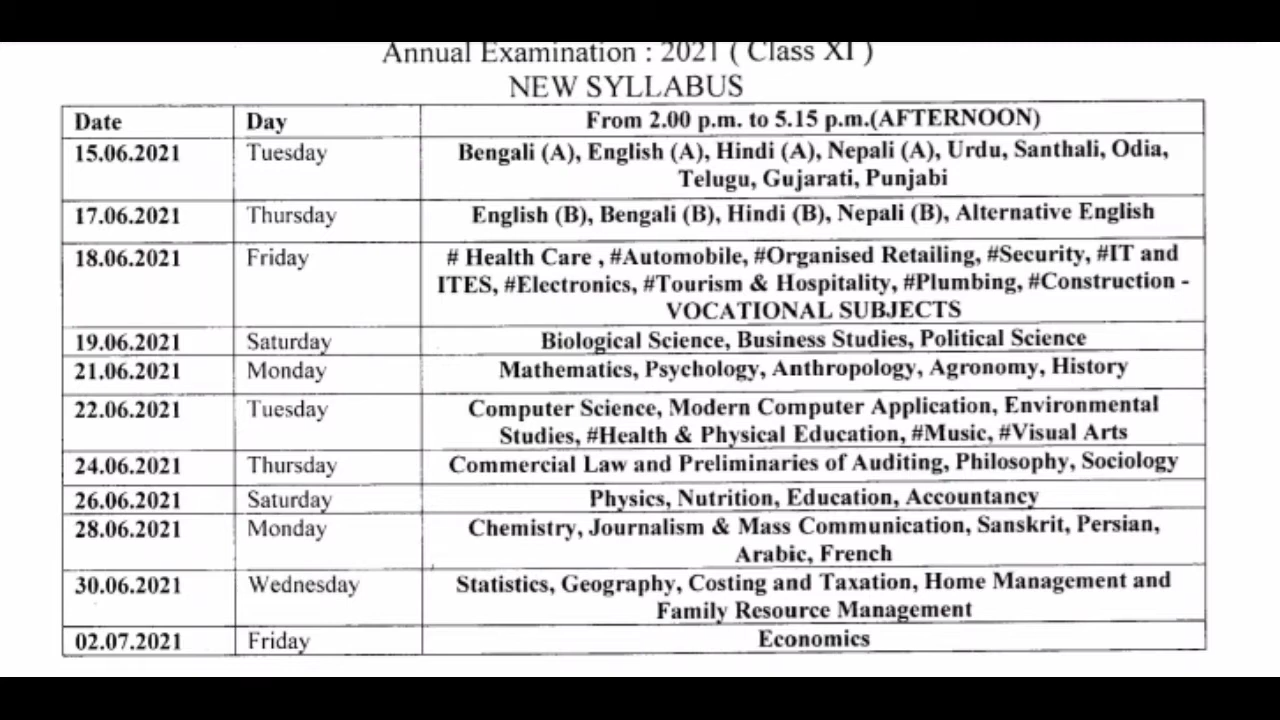 Annual Examination : 2021 ( Class XI )
NEW SYLLABUS
Date Day From 2.00 p.m. to 5.15 p.m.(AFTERNOON)
15.06.2021 Tuesday Bengali (A), English (A), Hindi (A), Nepali (A), Urdu, Santhali, Odia,
Telugu, Gujarati, Punjabi
17.06.2021 Thursday English (B), Bengali (B), Hindi (B), Nepali (B), Alternative English
18.06.2021 Friday # Health Care , #Automobile, #Organised Retailing, #Security, #IT and
ITES, #Electronics, #Tourism & Hospitality, #Plumbing, #Construction -
VOCATIONAL SUBJECTS
19.06.2021 Saturday Biological Science, Business Studies, Political Science
21.06.2021 Monday Mathematics, Psychology, Anthropology, Agronomy, History
22.06.2021 Tuesday Computer Science, Modern Computer Application, Environmental
Studies, #Health & Physical Education, #Music, #Visual Arts
24.06.2021 Thursday Commercial Law and Preliminaries of Auditing, Philosophy, Sociology
26.06.2021 Saturday Physics, Nutrition, Education, Accountancy
28.06.2021 Monday Chemistry, Journalism & Mass Communication, Sanskrit, Persian,
Arabic, French
30.06.2021 Wednesday Statistics, Geography, Costing and Taxation, Home Management and
Family Resource Management
02.07.2021 Friday Economics